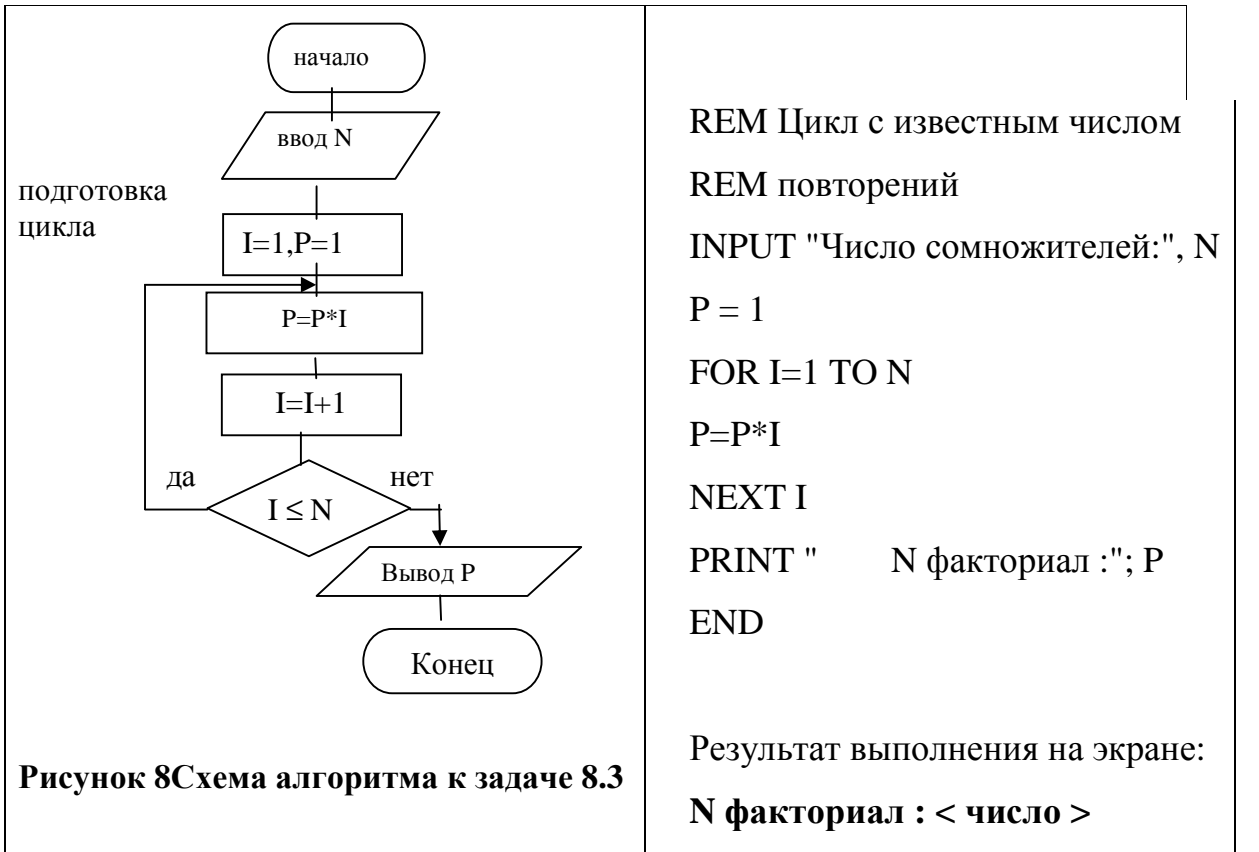 начало
ввод N
подготовка
цикла
I=1,P=1
P=P*I
I=I+1
да
нет
I ≤ N
Вывод P
Конец
Рисунок 8Схема алгоритма к задаче 8.3
REM Цикл с известным числом
REM повторений
INPUT "Число сомножителей:", N
P = 1
FOR I=1 TO N
P=P*I
NEXT I
PRINT " N факториал :"; P
END
Результат выполнения на экране:
N факториал : < число >